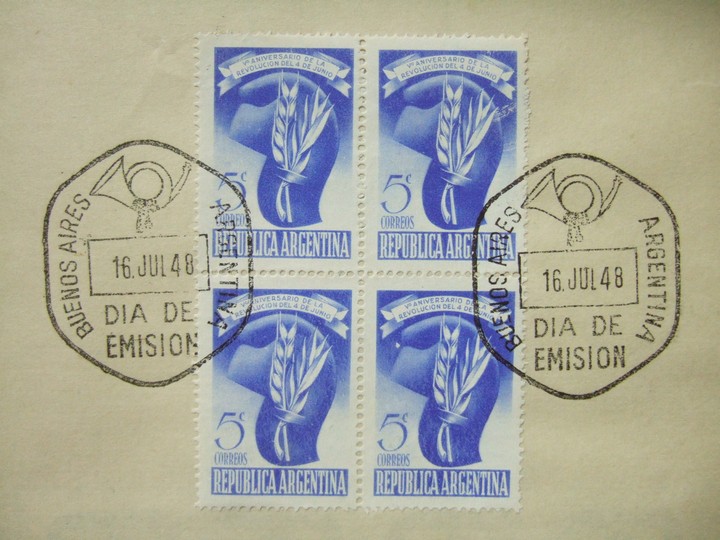 Vº ANIVERSARIO DE LA
REVOLUCION DEL 4 DE JUNIO
5c
CORREOS
REPUBLICA ARGENTINA
Vº ANIVERSARIO DE LA
REVOLUCION DEL 4 DE JUNIO
5c
CORREOS
REPUBLICA ARGENTINA
BUENOS AIRES
ARGENTINA
16.JUL48
DIA DE
EMISION
BUENOS AIRES
ARGENTINA
16.JUL48
DIA DE
EMISION
Vº ANIVERSARIO DE LA
REVOLUCION DEL 4 DE JUNIO
5c
CORREOS
REPUBLICA ARGENTINA
Vº ANIVERSARIO DE LA
REVOLUCION DEL 4 DE JUNIO
5c
CORREOS
REPUBLICA ARGENTINA